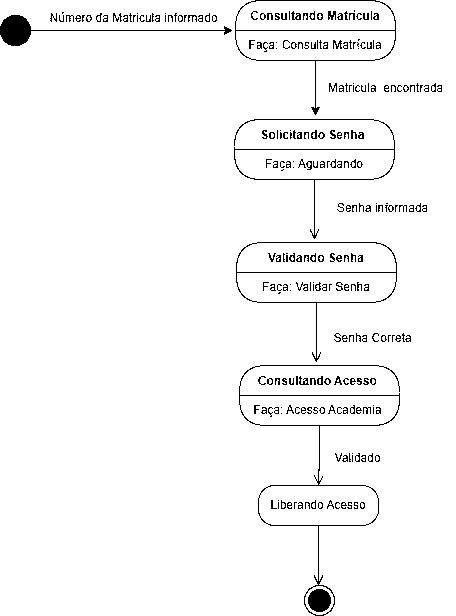 Número da Matricula informado
Consultando Matrícula
Faça: Consulta Matrícula
Matricula encontrada
Solicitando Senha
Faça: Aguardando
Senha informada
Validando Senha
Faça: Validar Senha
Senha Correta
Consultando Acesso
Faça: Acesso Academia
Validado
Liberando Acesso